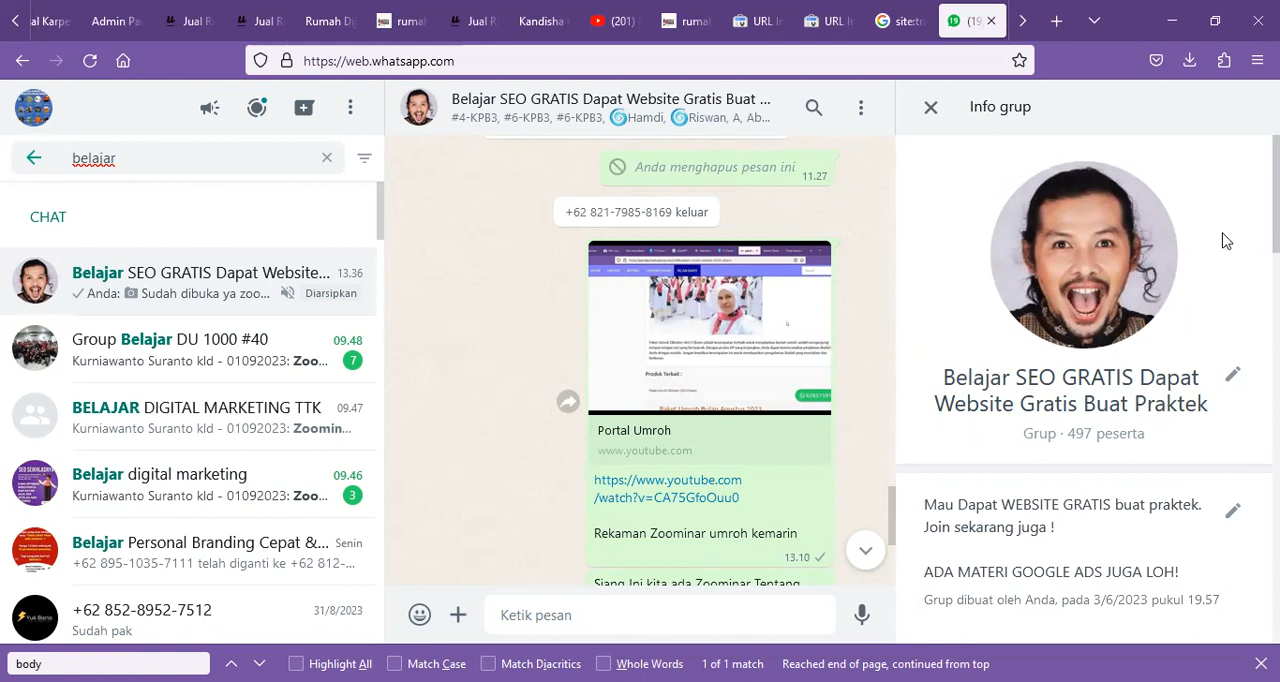 al Karpe
Admin Pa
Jual R
Jual R
Rumah Di
ruma
Jual R
Kandisha
(201)
ruma
URL In
URL In
site:tr
(19
https://web.whatsapp.com
belajar
CHAT
Belajar SEO GRATIS Dapat Website...
13.36
Anda: Sudah dibuka ya zoo...
Diarsipkan
Group Belajar DU 1000 #40
09.48
Kurniawanto Suranto kld - 01092023: Zoo...
7
BELAJAR DIGITAL MARKETING TTK
09.47
Kurniawanto Suranto kld - 01092023: Zoomin...
Belajar digital marketing
09.46
Kurniawanto Suranto kld - 01092023: Zoo...
3
Belajar Personal Branding Cepat &...
Senin
+62 895-1035-7111 telah diganti ke +62 812-...
+62 852-8952-7512
31/8/2023
Sudah pak
Belajar SEO GRATIS Dapat Website Gratis Buat ...
#4-KPB3, #6-KPB3, #6-KPB3, 🌀Hamdi, 🌀Riswan, A, Ab...
Anda menghapus pesan ini
11.27
+62 821-7985-8169 keluar
Produk Terkait :
Portal Umroh
www.youtube.com
https://www.youtube.com
/watch?v=CA75GfoOuu0
Rekaman Zoominar umroh kemarin
13.10
Siang Ini kita ada Zoominar Tentang
Ketik pesan
Info grup
Belajar SEO GRATIS Dapat
Website Gratis Buat Praktek
Grup · 497 peserta
Mau Dapat WEBSITE GRATIS buat praktek.
Join sekarang juga !
ADA MATERI GOOGLE ADS JUGA LOH!
Grup dibuat oleh Anda, pada 3/6/2023 pukul 19.57
body
Highlight All
Match Case
Match Diacritics
Whole Words
1 of 1 match
Reached end of page, continued from top